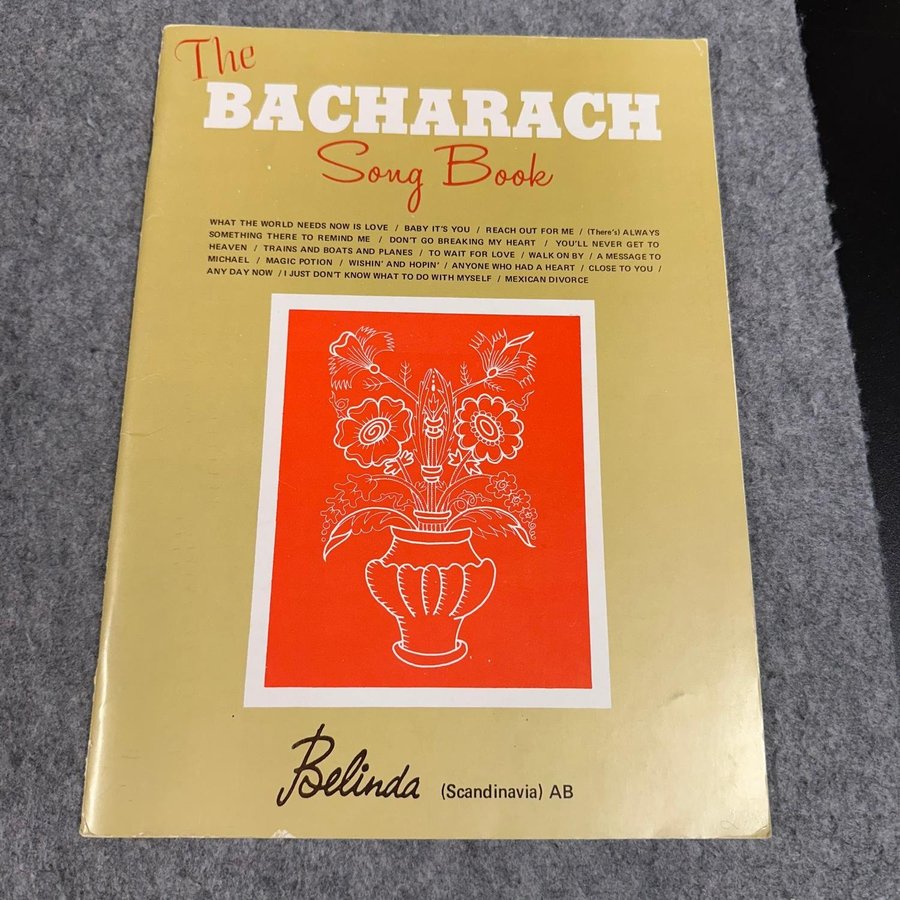 The
BACHARACH
Song Book
WHAT THE WORLD NEEDS NOW IS LOVE / BABY IT'S YOU / REACH OUT FOR ME / (There's) ALWAYS
SOMETHING THERE TO REMIND ME / DON'T GO BREAKING MY HEART / YOU'LL NEVER GET TO
HEAVEN / TRAINS AND BOATS AND PLANES / TO WAIT FOR LOVE / WALK ON BY / A MESSAGE TO
MICHAEL / MAGIC POTION / WISHIN' AND HOPIN' / ANYONE WHO HAD A HEART / CLOSE TO YOU /
ANY DAY NOW / I JUST DON'T KNOW WHAT TO DO WITH MYSELF / MEXICAN DIVORCE
Belinda (Scandinavia) AB